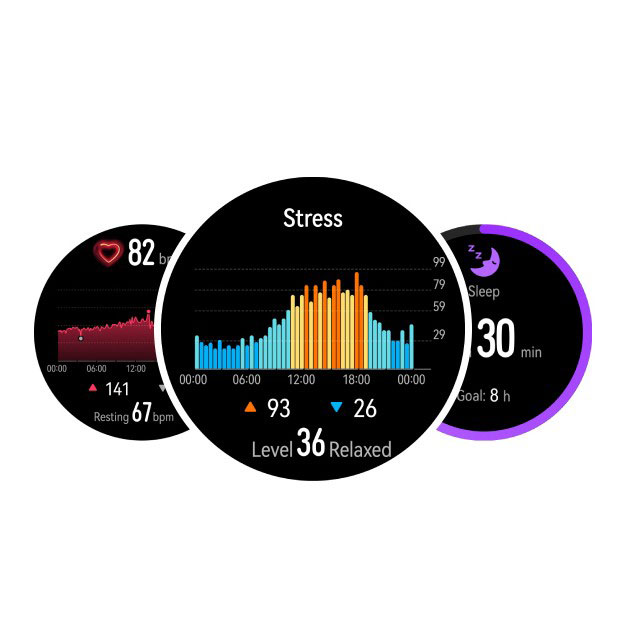 82
00:00 06:00 12:00
141
Resting 67 bpm
Stress
99
79
59
29
00:00 06:00 12:00 18:00 00:00
93 26
Level 36 Relaxed
z z z
Sleep
30 min
Goal: 8 h